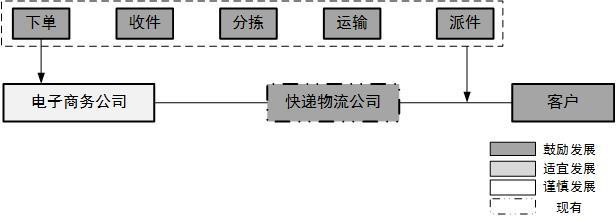 下单 收件 分拣 运输 派件
电子商务公司 快递物流公司 客户
鼓励发展
适宜发展
谨慎发展
现有